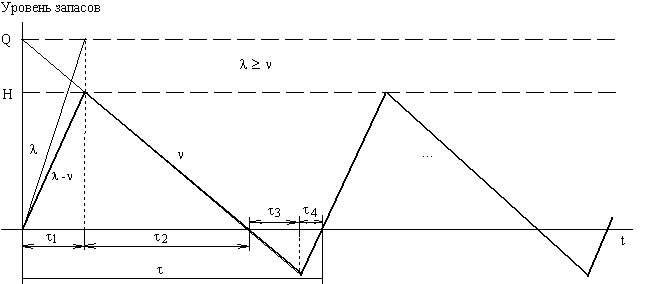 Уровень запасов
Q
λ ≥ ν
H
λ
ν
λ - ν
...
τ3
τ4
τ1
τ2
t
τ